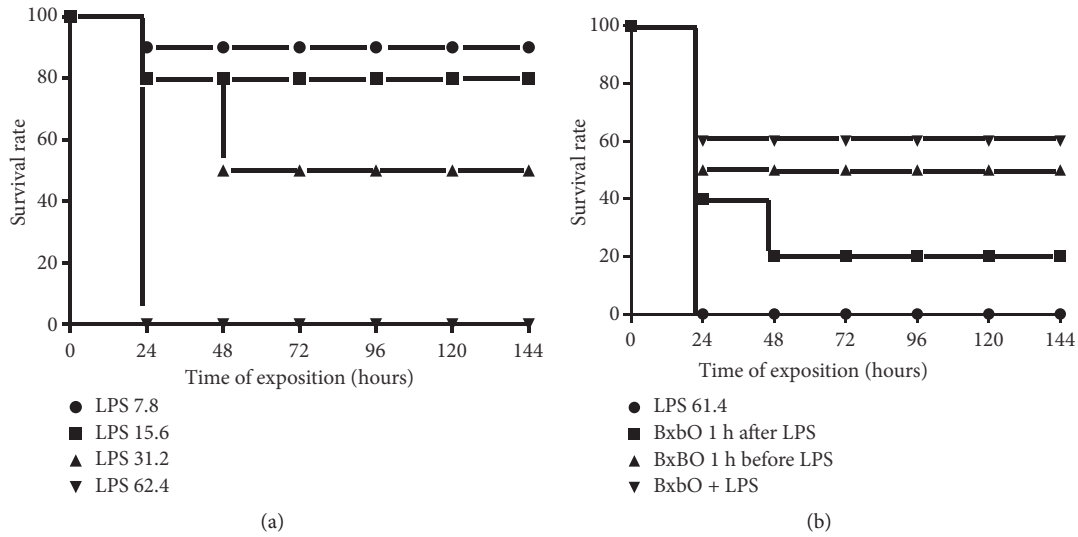 100
80
60
40
20
0
Survival rate
0 24 48 72 96 120 144
Time of exposition (hours)
LPS 7.8
LPS 15.6
LPS 31.2
LPS 62.4
(a)
100
80
60
40
20
0
Survival rate
0 24 48 72 96 120 144
Time of exposition (hours)
LPS 61.4
BxbO 1 h after LPS
BxBO 1 h before LPS
BxbO + LPS
(b)